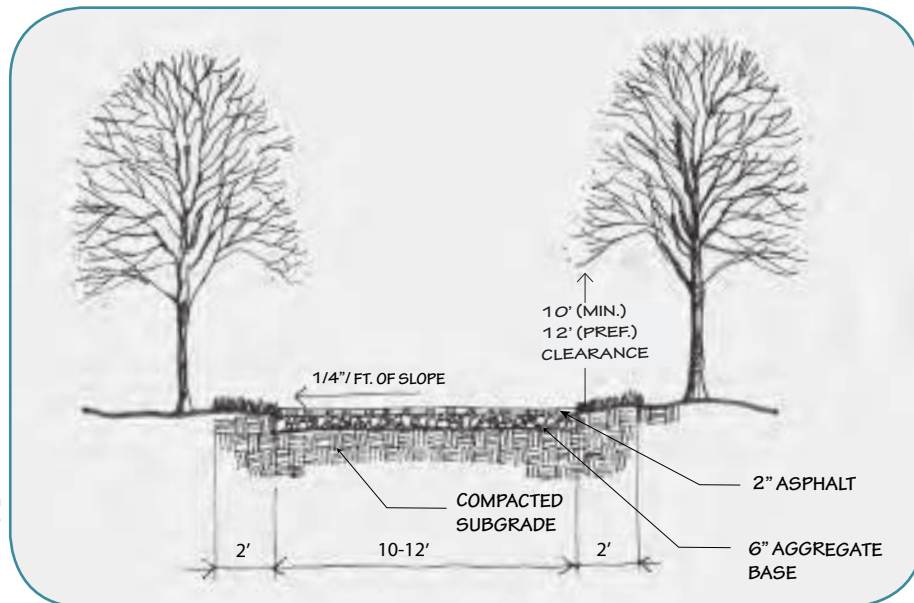 10' (MIN.)
12' (PREF.)
CLEARANCE
1/4"/ FT. OF SLOPE
2" ASPHALT
COMPACTED
SUBGRADE
6" AGGREGATE
BASE
2'
10-12'
2'